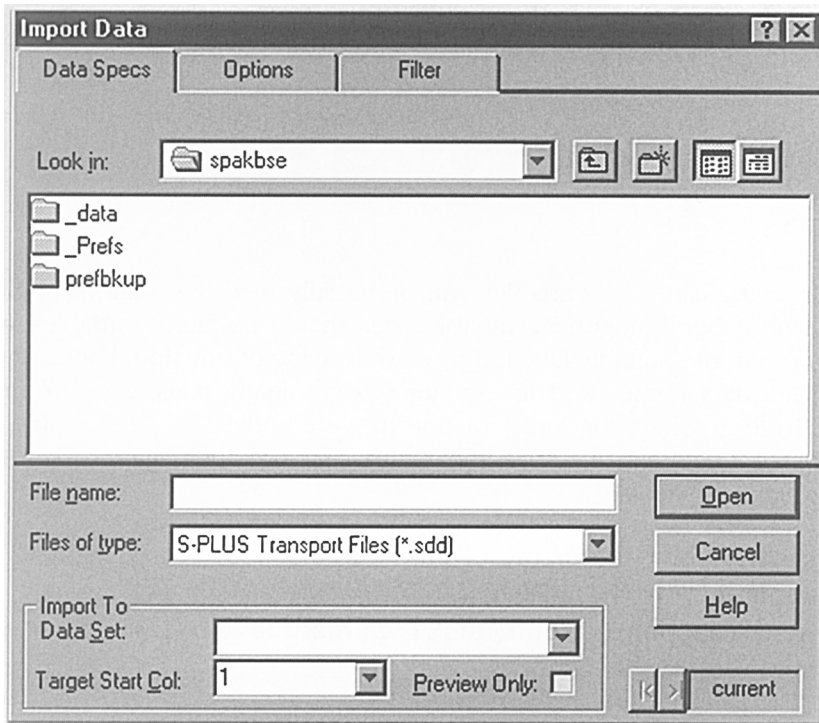 Import Data
Data Specs Options Filter
Look in: spakbse
_data
_Prefs
prefbkup
File name: Open
Files of type: S-PLUS Transport Files (*.sdd) Cancel
Import To Help
Data Set:
Target Start Col: 1 Preview Only: current